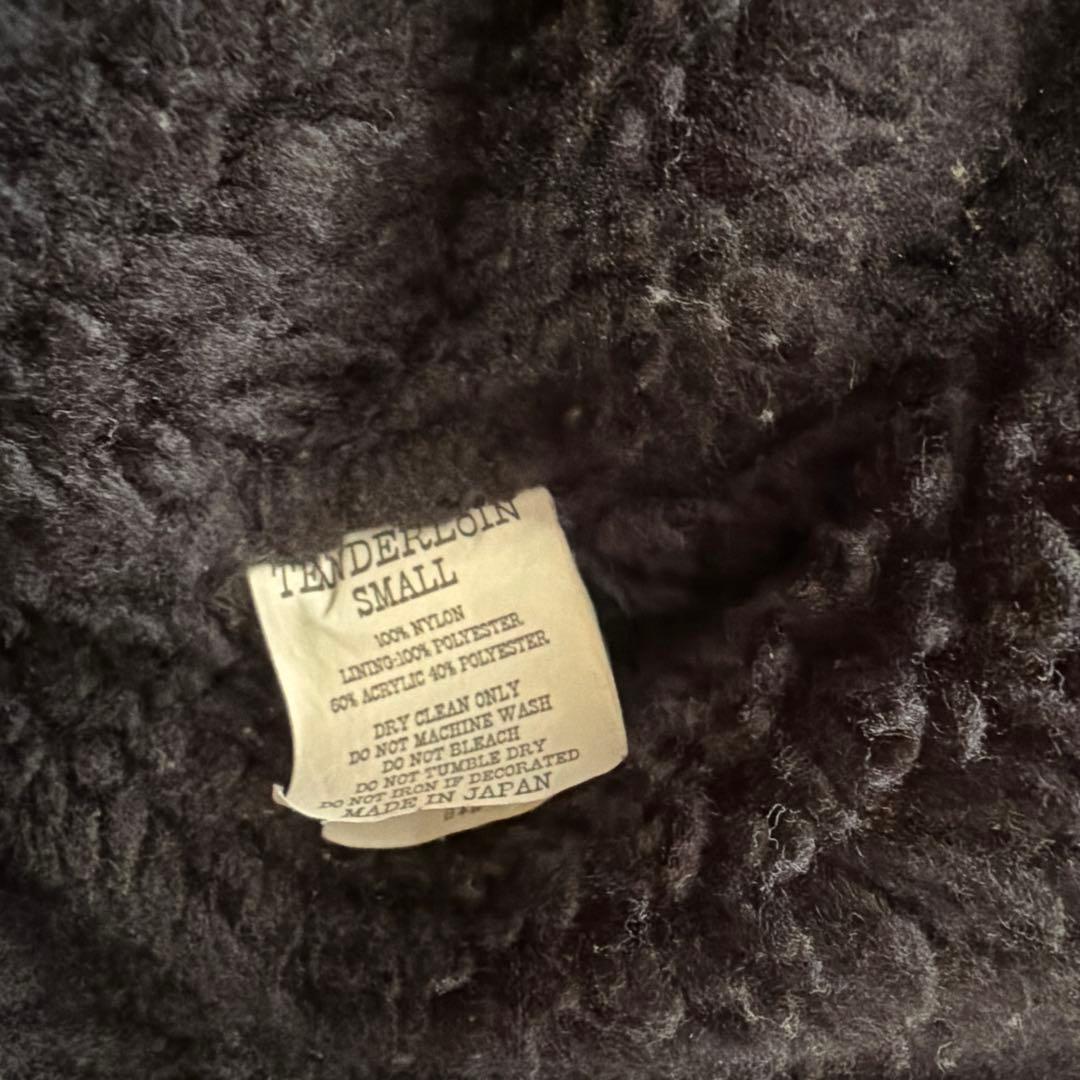 TENDERLOIN
SMALL
100% NYLON
LINING:100% POLYESTER
60% ACRYLIC 40% POLYESTER
DRY CLEAN ONLY
DO NOT MACHINE WASH
DO NOT BLEACH
DO NOT TUMBLE DRY
DO NOT IRON IF DECORATED
MADE IN JAPAN